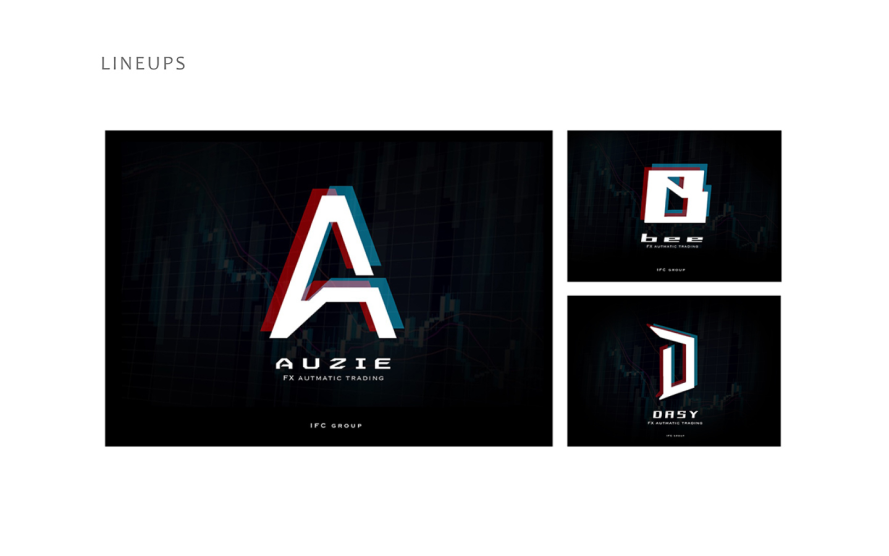 LINEUPS
A
AUZIE
FX AUTMATIC TRADING
IFC GROUP
B
bee
FX AUTMATIC TRADING
IFC GROUP
D
DASY
FX AUTMATIC TRADING
IFC GROUP